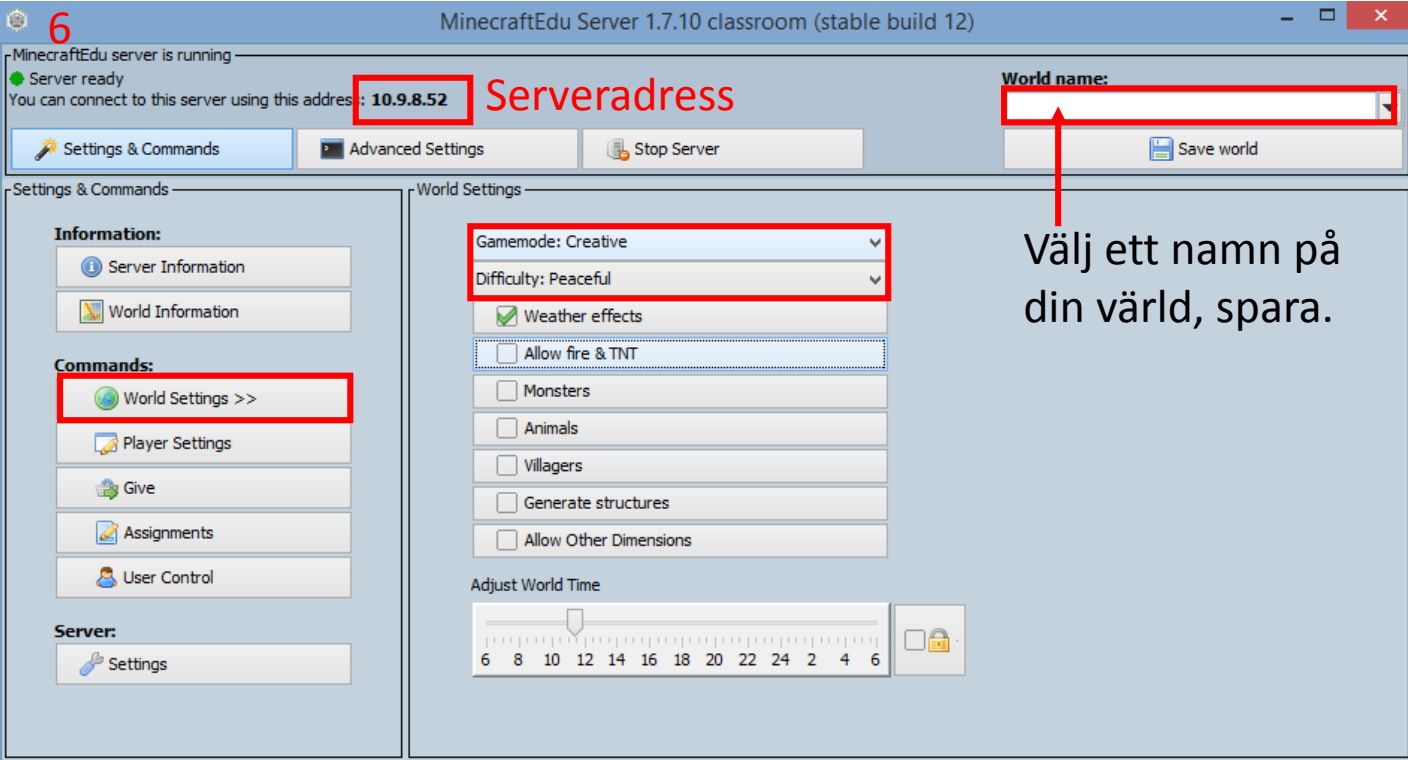 6
MinecraftEdu Server 1.7.10 classroom (stable build 12)
MinecraftEdu server is running
Server ready
You can connect to this server using this address: 10.9.8.52
Serveradress
World name:
Settings & Commands
Advanced Settings
Stop Server
Save world
Settings & Commands
Information:
Server Information
World Information
Commands:
World Settings >>
Player Settings
Give
Assignments
User Control
Server:
Settings
World Settings
Gamemode: Creative
Difficulty: Peaceful
Weather effects
Allow fire & TNT
Monsters
Animals
Villagers
Generate structures
Allow Other Dimensions
Adjust World Time
6 8 10 12 14 16 18 20 22 24 2 4 6
Välj ett namn på
din värld, spara.